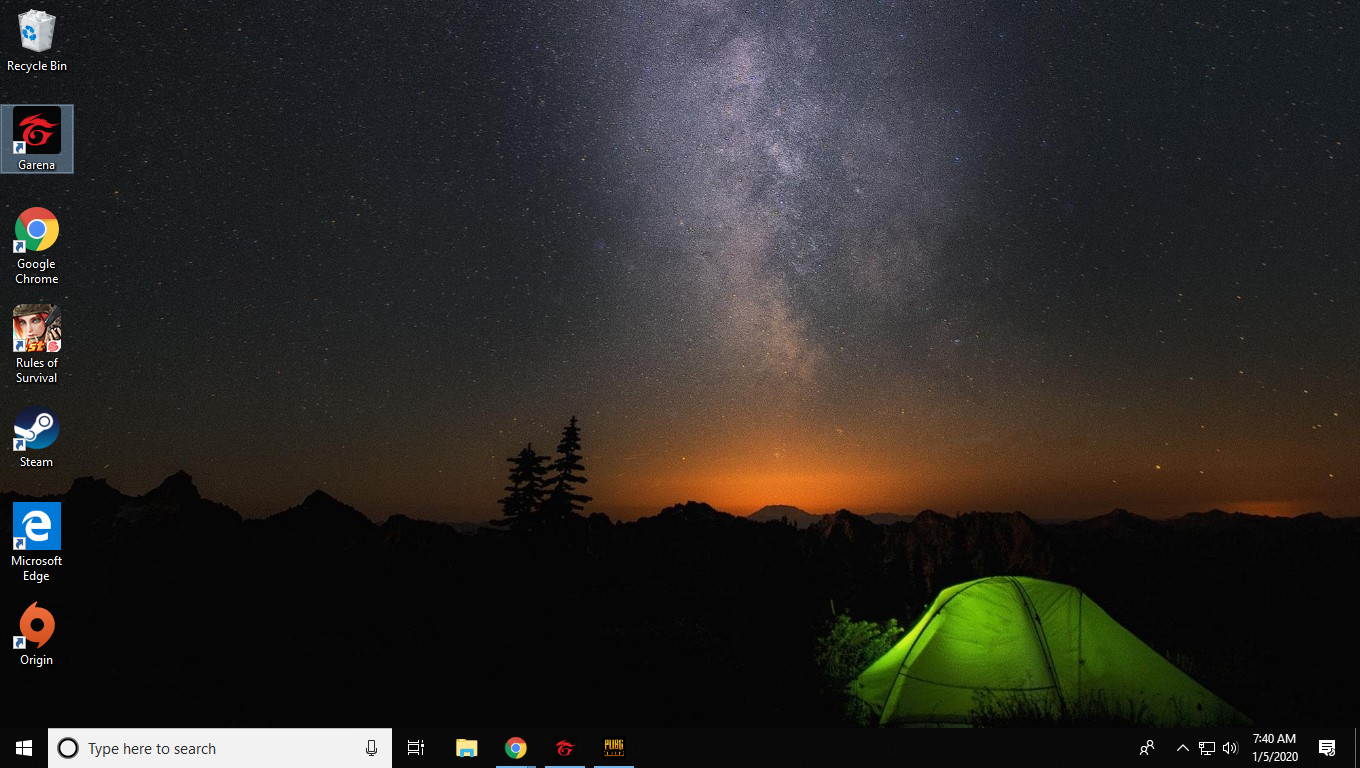 Recycle Bin
Garena
Google
Chrome
Rules of
Survival
Steam
Microsoft
Edge
Origin
Type here to search
PUBG
7:40 AM
1/5/2020